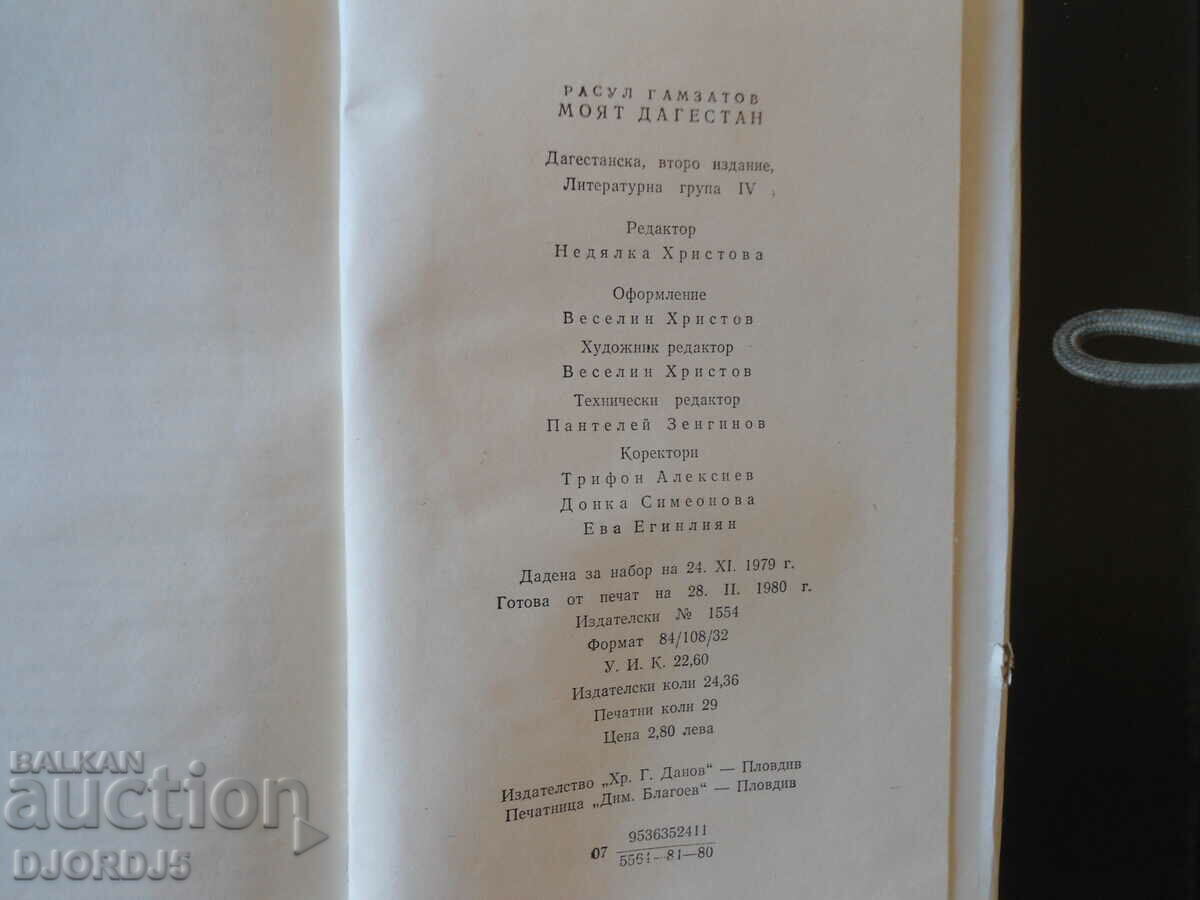 РАСУЛ ГАМЗАТОВ
МОЯТ ДАГЕСТАН
Дагестанска, второ издание,
Литературна група IV
Редактор
Недялка Христова
Оформление
Веселин Христов
Художник редактор
Веселин Христов
Технически редактор
Пантелей Зенгинов
Коректори
Трифон Алексиев
Донка Симеонова
Ева Егинлиян
Дадена за набор на 24. XI. 1979 г.
Готова от печат на 28. II. 1980 г.
Издателски № 1554
Формат 84/108/32
У. И. К. 22,60
Издателски коли 24,36
Печатни коли 29
Цена 2,80 лева
Издателство „Хр. Г. Данов“ — Пловдив
Печатница „Дим. Благоев“ — Пловдив
9536352411
07
5561—81—80
BALKAN
auction
DJORDJ5